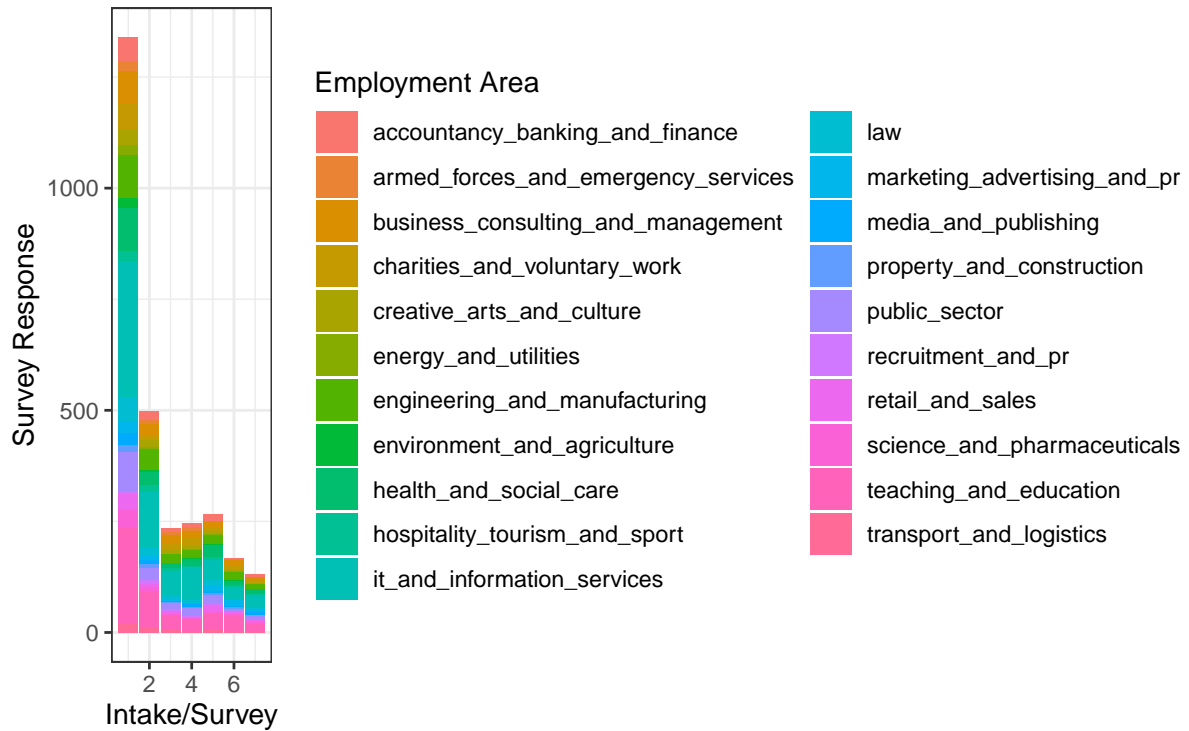 Survey Response
1000
500
0
2 4 6
Intake/Survey
Employment Area
accountancy_banking_and_finance
armed_forces_and_emergency_services
business_consulting_and_management
charities_and_voluntary_work
creative_arts_and_culture
energy_and_utilities
engineering_and_manufacturing
environment_and_agriculture
health_and_social_care
hospitality_tourism_and_sport
it_and_information_services
law
marketing_advertising_and_pr
media_and_publishing
property_and_construction
public_sector
recruitment_and_pr
retail_and_sales
science_and_pharmaceuticals
teaching_and_education
transport_and_logistics